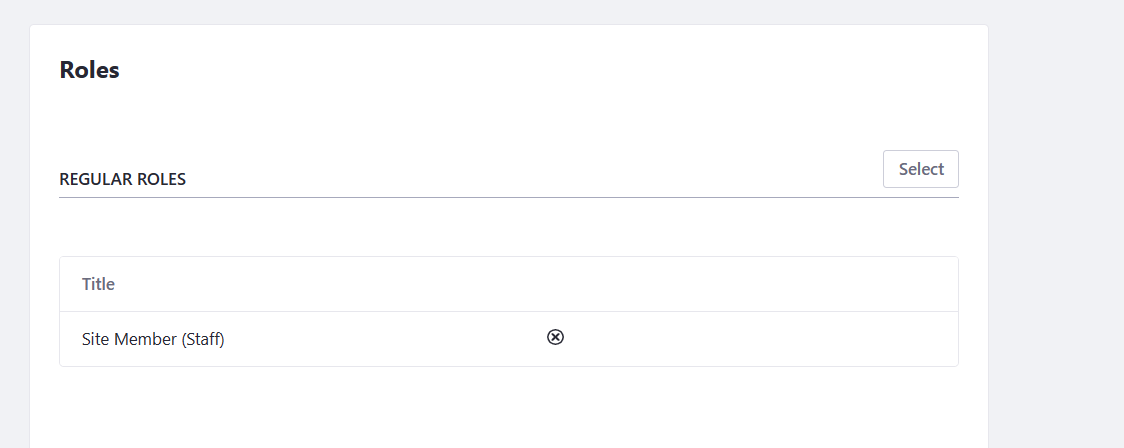 Roles
REGULAR ROLES
Select
Title
Site Member (Staff)